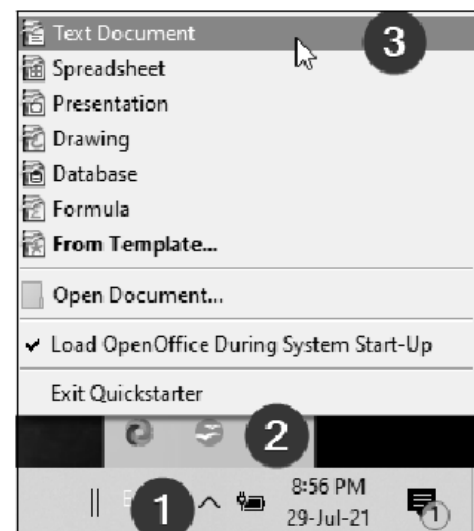 Text Document
3
Spreadsheet
Presentation
Drawing
Database
Formula
From Template...
Open Document...
Load OpenOffice During System Start-Up
Exit Quickstarter
2
1
8:56 PM
29-Jul-21
1